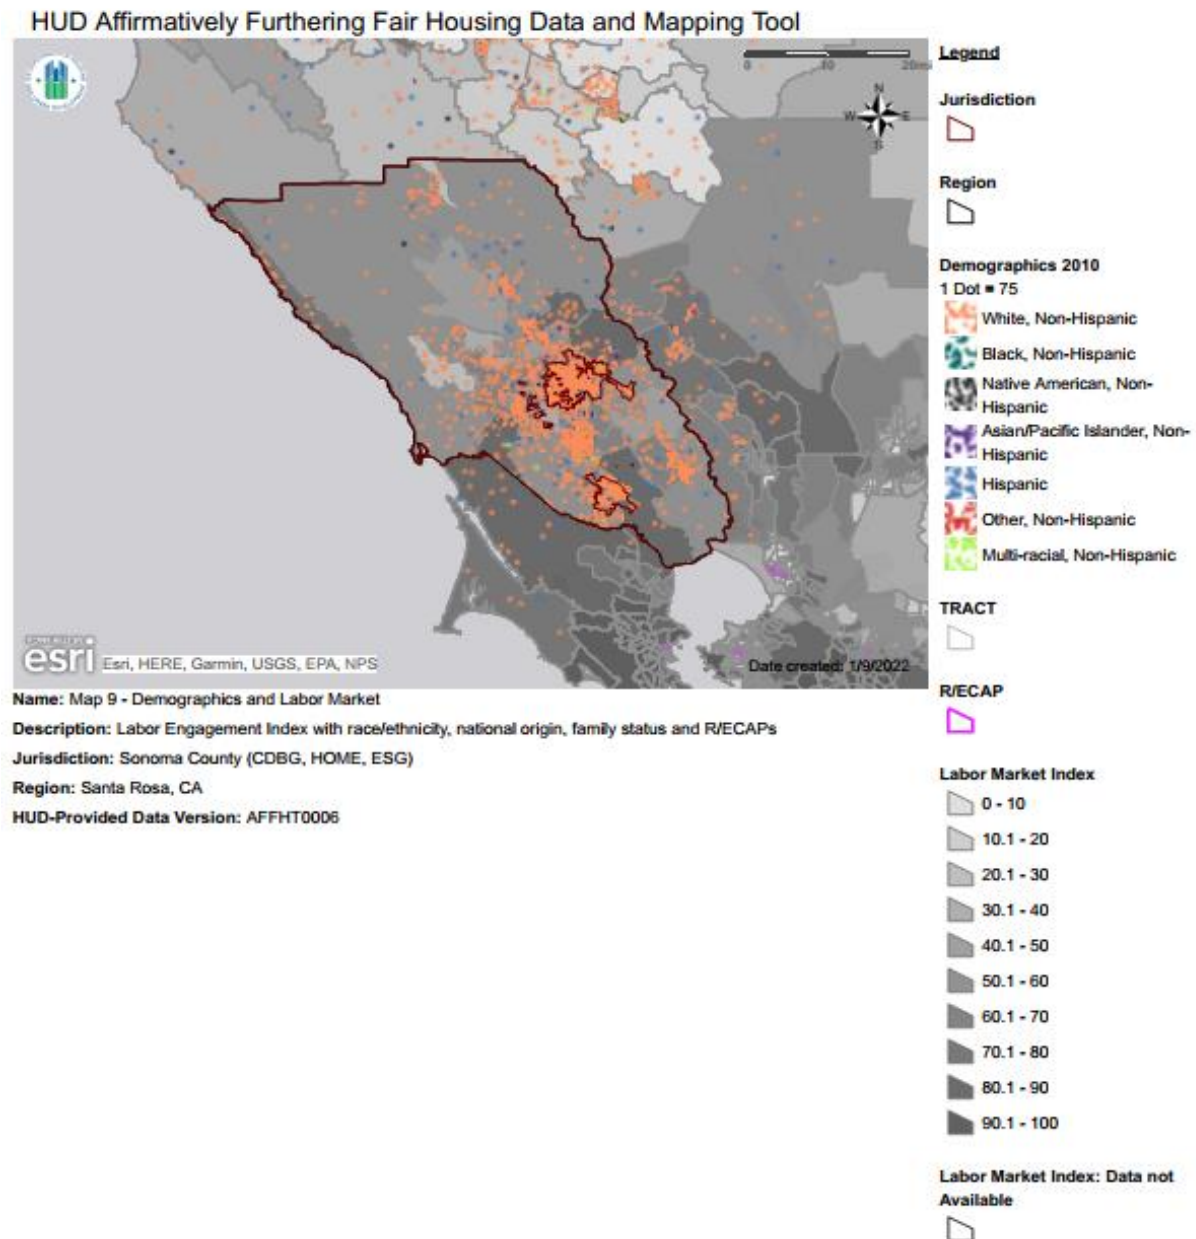 HUD Affirmatively Furthering Fair Housing Data and Mapping Tool
0 10 20mi
N
W E
S
esri
Esri, HERE, Garmin, USGS, EPA, NPS
Date created: 1/9/2022
Name: Map 9 - Demographics and Labor Market
Description: Labor Engagement Index with race/ethnicity, national origin, family status and R/ECAPs
Jurisdiction: Sonoma County (CDBG, HOME, ESG)
Region: Santa Rosa, CA
HUD-Provided Data Version: AFFHT0006
Legend
Jurisdiction
Region
Demographics 2010
1 Dot = 75
White, Non-Hispanic
Black, Non-Hispanic
Native American, Non-
Hispanic
Asian/Pacific Islander, Non-
Hispanic
Hispanic
Other, Non-Hispanic
Multi-racial, Non-Hispanic
TRACT
R/ECAP
Labor Market Index
0 - 10
10.1 - 20
20.1 - 30
30.1 - 40
40.1 - 50
50.1 - 60
60.1 - 70
70.1 - 80
80.1 - 90
90.1 - 100
Labor Market Index: Data not
Available